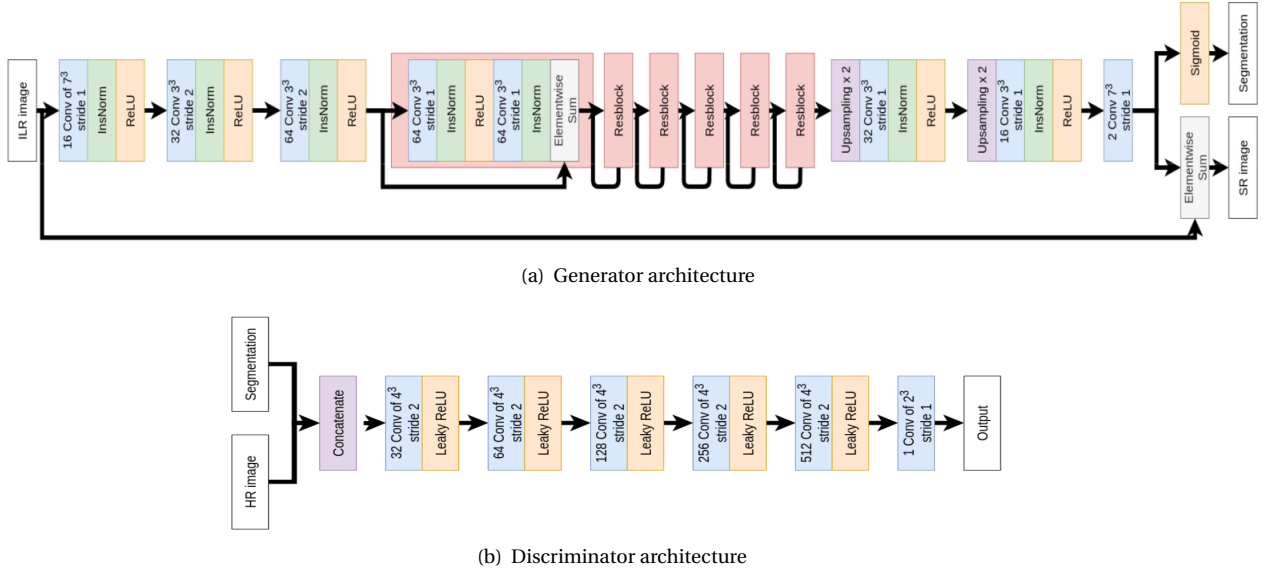 ILR image
16 Conv of 7³
stride 1
InsNorm
ReLU
32 Conv 3³
stride 2
InsNorm
ReLU
64 Conv 3³
stride 2
InsNorm
ReLU
64 Conv 3³
stride 1
InsNorm
ReLU
64 Conv 3³
stride 1
InsNorm
Elementwise
Sum
Resblock
Resblock
Resblock
Resblock
Resblock
Upsampling x 2
32 Conv 3³
stride 1
InsNorm
ReLU
Upsampling x 2
16 Conv 3³
stride 1
InsNorm
ReLU
2 Conv 7³
stride 1
Sigmoid
Segmentation
Elementwise
Sum
SR image
(a) Generator architecture
Segmentation
HR image
Concatenate
32 Conv of 4³
stride 2
Leaky ReLU
64 Conv of 4³
stride 2
Leaky ReLU
128 Conv of 4³
stride 2
Leaky ReLU
256 Conv of 4³
stride 2
Leaky ReLU
512 Conv of 4³
stride 2
Leaky ReLU
1 Conv of 2³
stride 1
Output
(b) Discriminator architecture